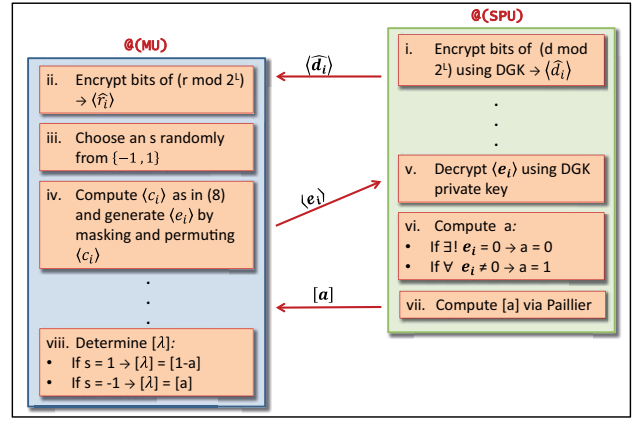 @(MU)
ii. Encrypt bits of (r mod 2ᴸ)
→ ⟨r̂ᵢ⟩
iii. Choose an s randomly
from {−1 , 1}
iv. Compute ⟨cᵢ⟩ as in (8)
and generate ⟨eᵢ⟩ by
masking and permuting
⟨cᵢ⟩
.
.
.
viii. Determine [λ]:
• If s = 1 → [λ] = [1-a]
• If s = -1 → [λ] = [a]
⟨d̂ᵢ⟩
⟨eᵢ⟩
[a]
@(SPU)
i. Encrypt bits of (d mod
2ᴸ) using DGK → ⟨d̂ᵢ⟩
.
.
.
v. Decrypt ⟨eᵢ⟩ using DGK
private key
vi. Compute a:
• If ∃! eᵢ = 0 → a = 0
• If ∀ eᵢ ≠ 0 → a = 1
vii. Compute [a] via Paillier